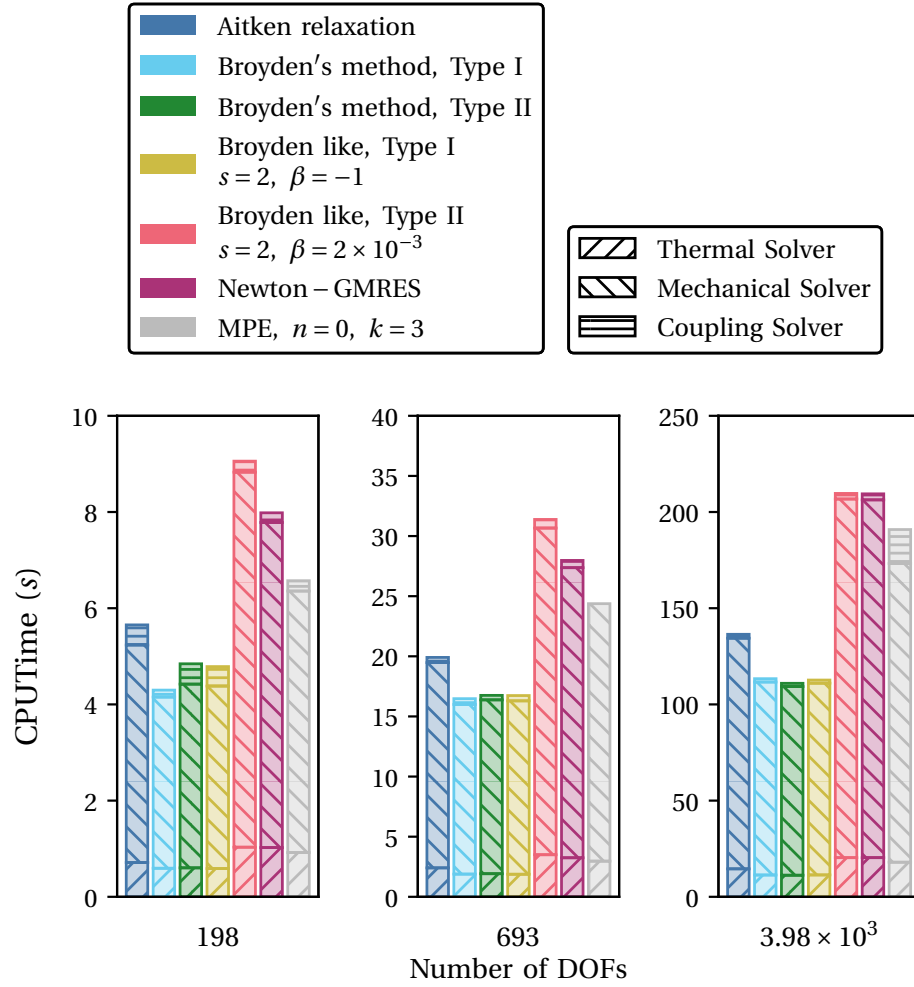 Aitken relaxation
Broyden's method, Type I
Broyden's method, Type II
Broyden like, Type I
s = 2, β = −1
Broyden like, Type II
s = 2, β = 2 × 10⁻³
Newton − GMRES
MPE, n = 0, k = 3
Thermal Solver
Mechanical Solver
Coupling Solver
CPUTime (s)
10
8
6
4
2
0
198
40
35
30
25
20
15
10
5
0
693
250
200
150
100
50
0
3.98 × 10³
Number of DOFs